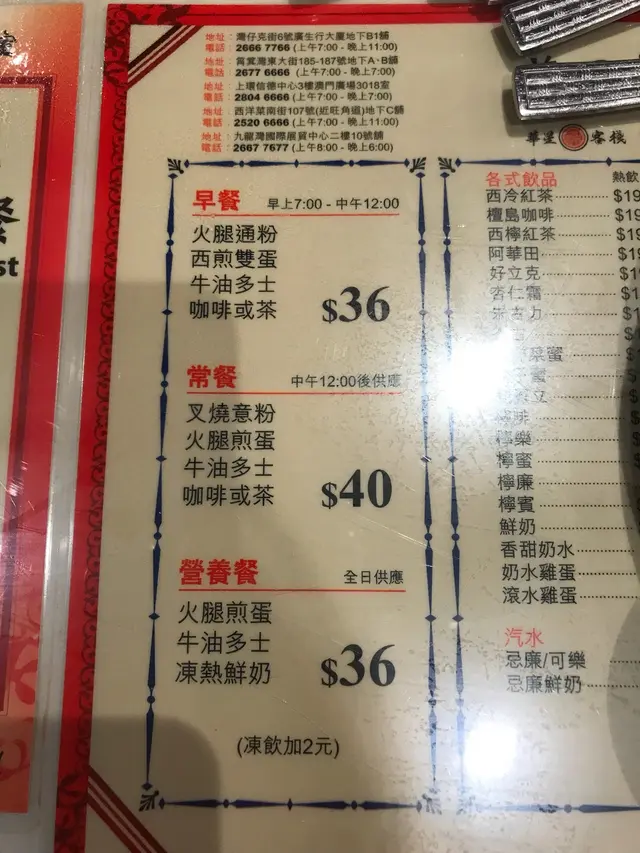 地址：灣仔克街6號廣生行大廈地下B1舖
電話：2666 7766 (上午7:00 - 晚上11:00)
地址：筲箕灣東大街185-187號地下A·B舖
電話：2677 6666 (上午7:00 - 晚上7:00)
地址：上環信德中心3樓澳門廣場3018室
電話：2804 6666 (上午7:00 - 晚上7:00)
地址：西洋菜南街107號(近旺角道)地下C舖
電話：2520 6666 (上午7:00 - 晚上11:00)
地址：九龍灣國際展貿中心二樓10號舖
電話：2667 7677 (上午8:00 - 晚上6:00)
早餐 早上7:00 - 中午12:00
火腿通粉
西煎雙蛋
牛油多士
咖啡或茶
$36
常餐 中午12:00後供應
叉燒意粉
火腿煎蛋
牛油多士
咖啡或茶
$40
營養餐 全日供應
火腿煎蛋
牛油多士
凍熱鮮奶
$36
(凍飲加2元)
華星 客棧
各式飲品 熱飲
西冷紅茶 $19
檀島咖啡 $19
西檸紅茶 $19
阿華田 $19
好立克 $19
杏仁霜 $1
蜜
檸樂
檸蜜
檸廉
檸賓
鮮奶
香甜奶水
奶水雞蛋
滾水雞蛋
汽水
忌廉/可樂
忌廉鮮奶
st